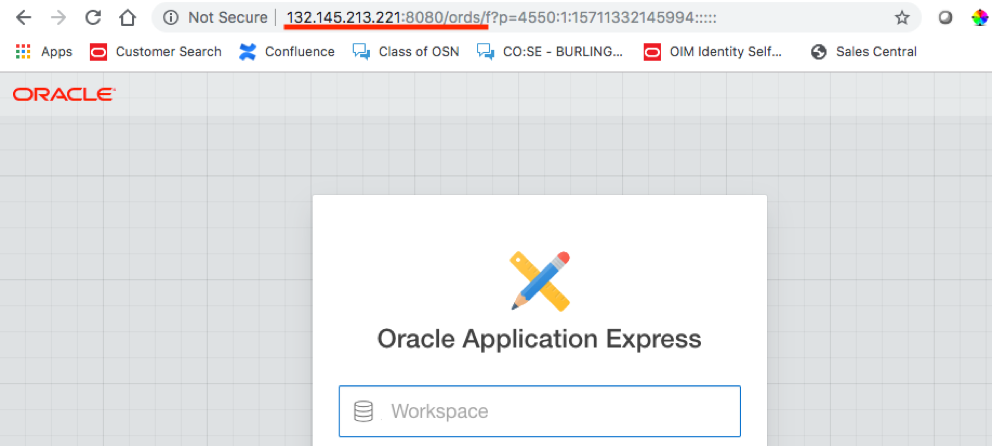 Not Secure 132.145.213.221:8080/ords/f?p=4550:1:15711332145994:::::
Apps Customer Search Confluence Class of OSN CO:SE - BURLING... OIM Identity Self... Sales Central
ORACLE
Oracle Application Express
Workspace